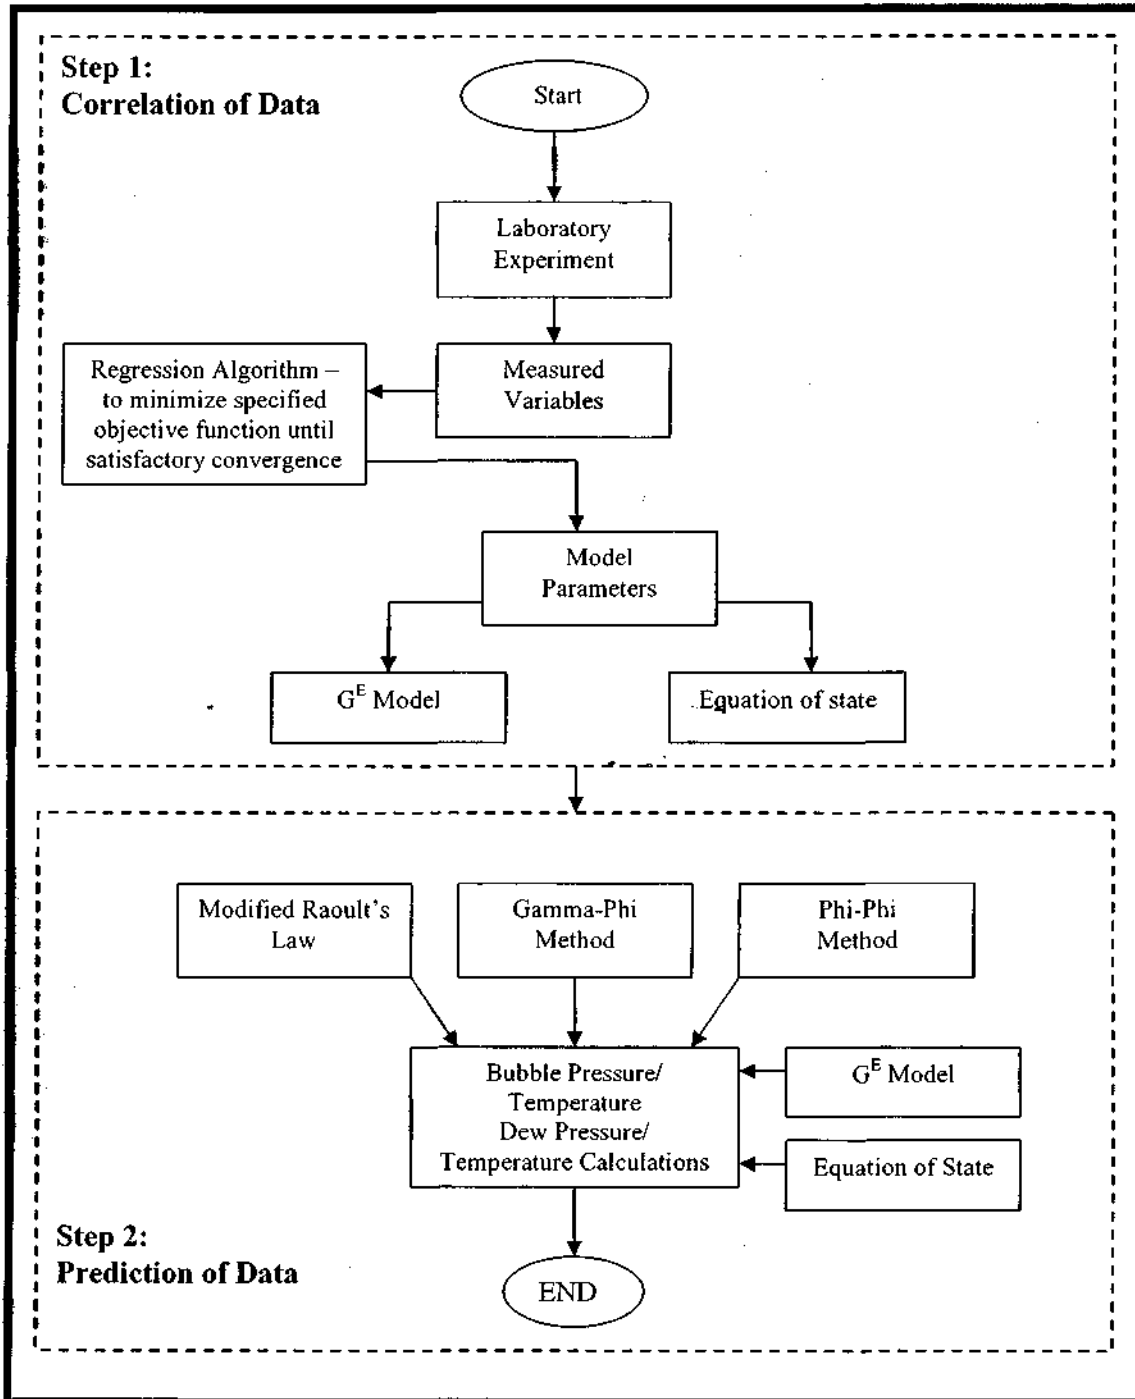 Step 1:
Correlation of Data
Start
Laboratory
Experiment
Measured
Variables
Regression Algorithm –
to minimize specified
objective function until
satisfactory convergence
Model
Parameters
G^E Model
Equation of state
Modified Raoult's
Law
Gamma-Phi
Method
Phi-Phi
Method
Bubble Pressure/
Temperature
Dew Pressure/
Temperature Calculations
G^E Model
Equation of State
Step 2:
Prediction of Data
END